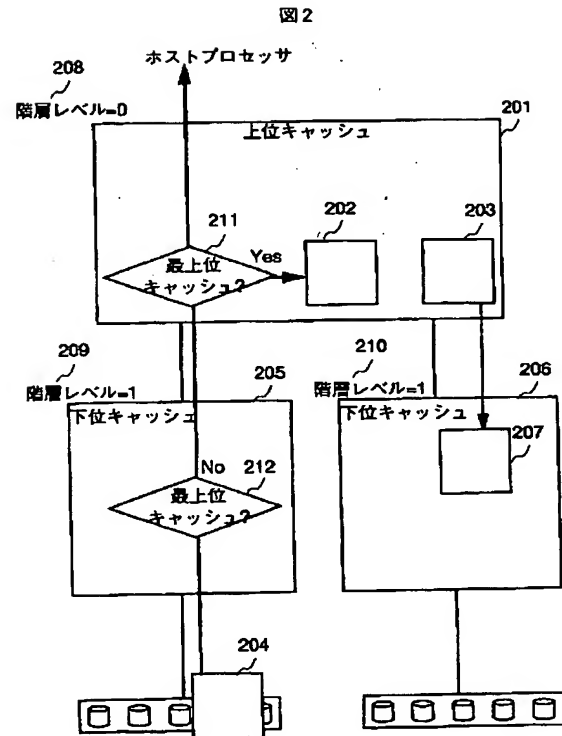 図2
ホストプロセッサ
208
階層レベル=0
201
上位キャッシュ
211
202
203
Yes
最上位
キャッシュ?
209
階層レベル=1
205
下位キャッシェ
210
階層レベル=1
206
下位キャッシュ
207
No
212
最上位
キャッシュ?
204